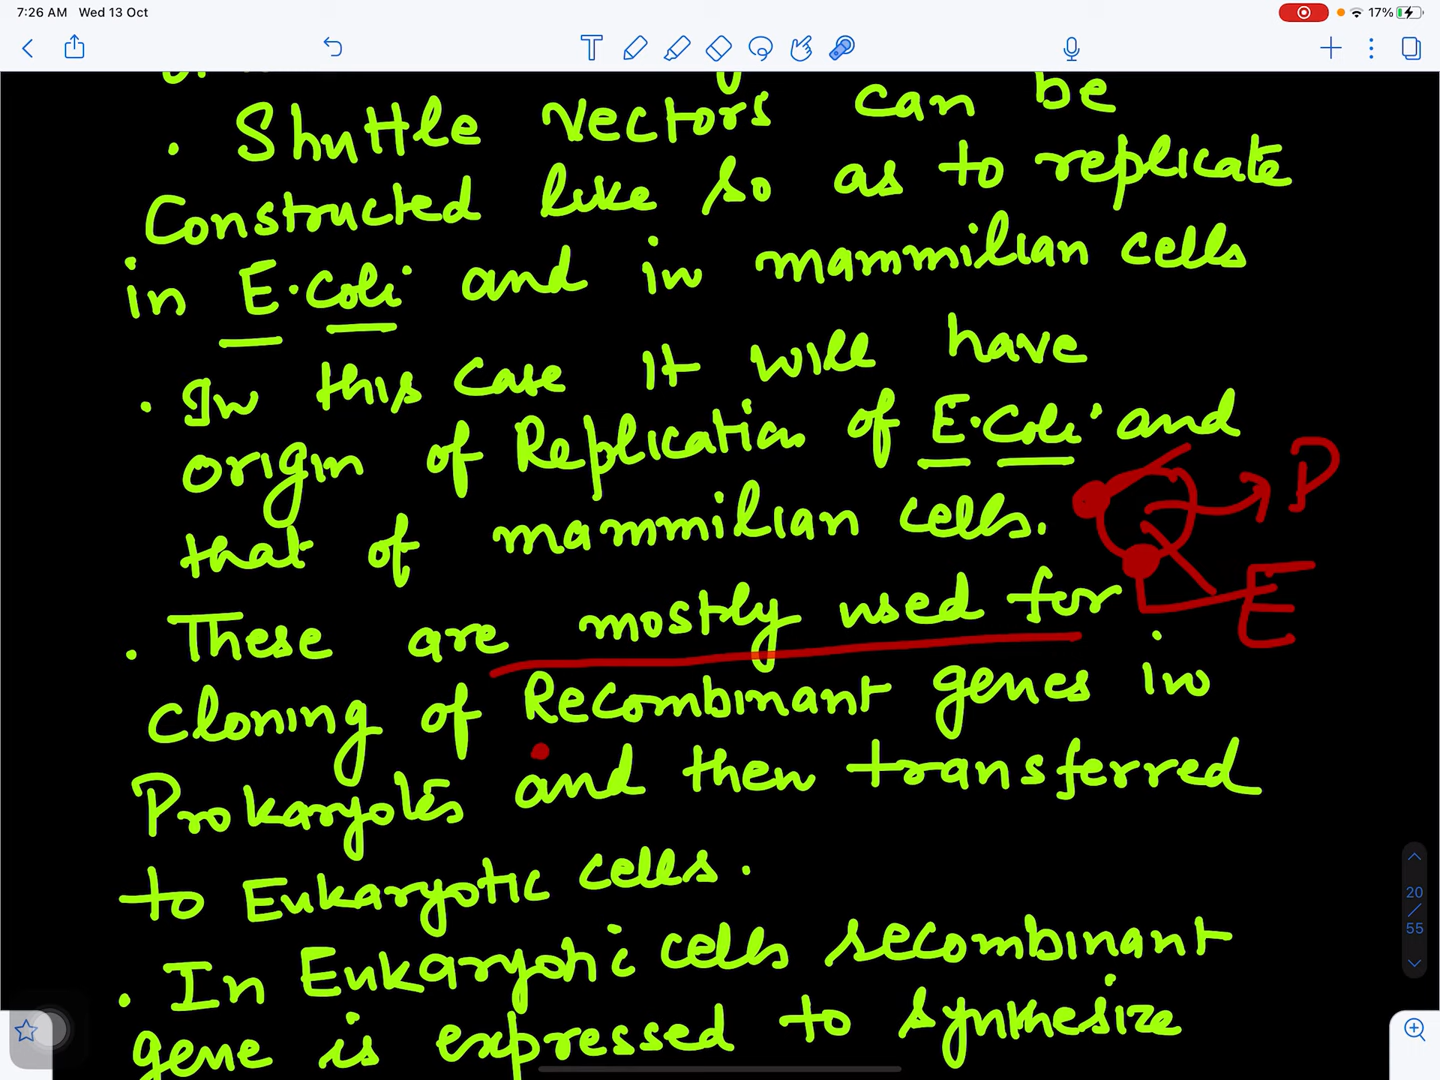 7:26 AM Wed 13 Oct
17%
. Shuttle vectors can be
Constructed like so as to replicate
in E.Coli and in mammilian cells
. In this case it will have
origin of Replication of E.Coli and
that of mammilian cells.
P
E
. These are mostly used for
cloning of Recombinant genes in
Prokaryotes and then transferred
to Eukaryotic cells.
. In Eukaryotic cells recombinant
gene is expressed to synthesize
20
/
55